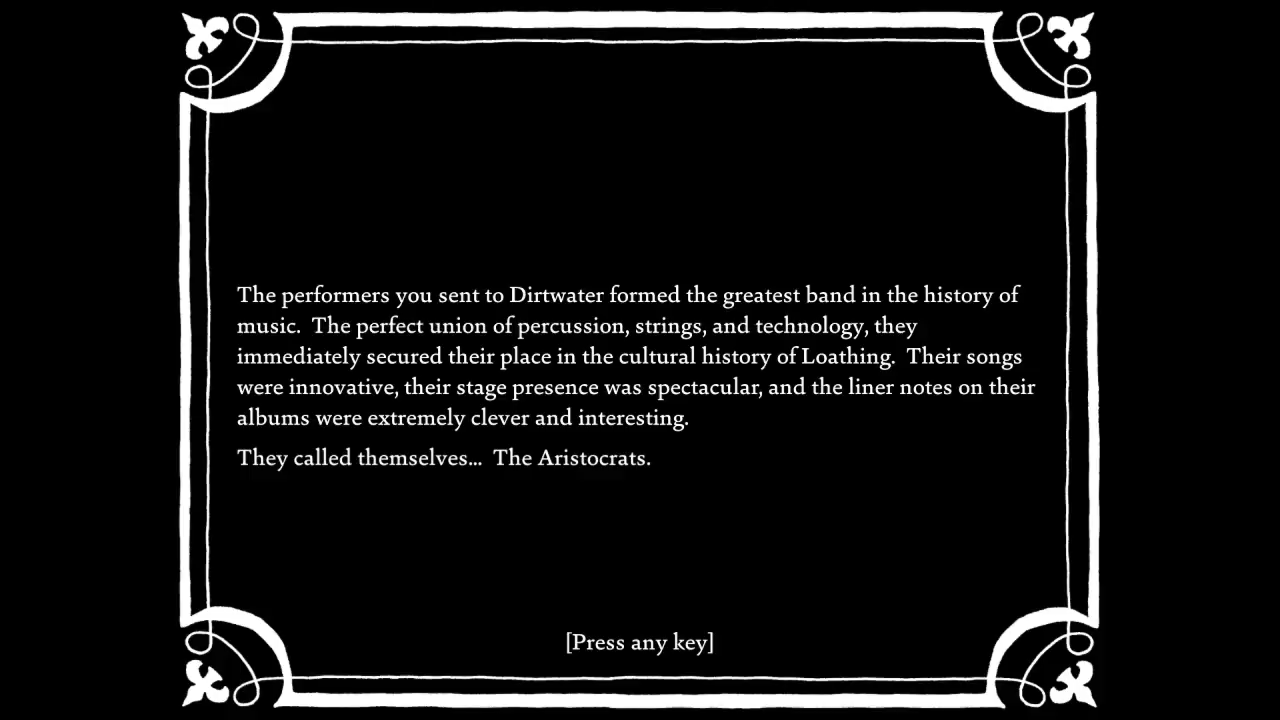 The performers you sent to Dirtwater formed the greatest band in the history of
music.  The perfect union of percussion, strings, and technology, they
immediately secured their place in the cultural history of Loathing.  Their songs
were innovative, their stage presence was spectacular, and the liner notes on their
albums were extremely clever and interesting.
They called themselves...  The Aristocrats.
[Press any key]